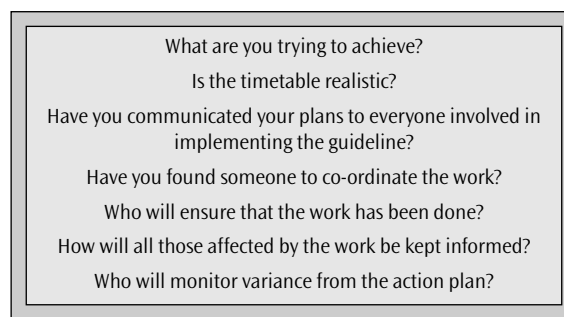 What are you trying to achieve?
Is the timetable realistic?
Have you communicated your plans to everyone involved in
implementing the guideline?
Have you found someone to co-ordinate the work?
Who will ensure that the work has been done?
How will all those affected by the work be kept informed?
Who will monitor variance from the action plan?